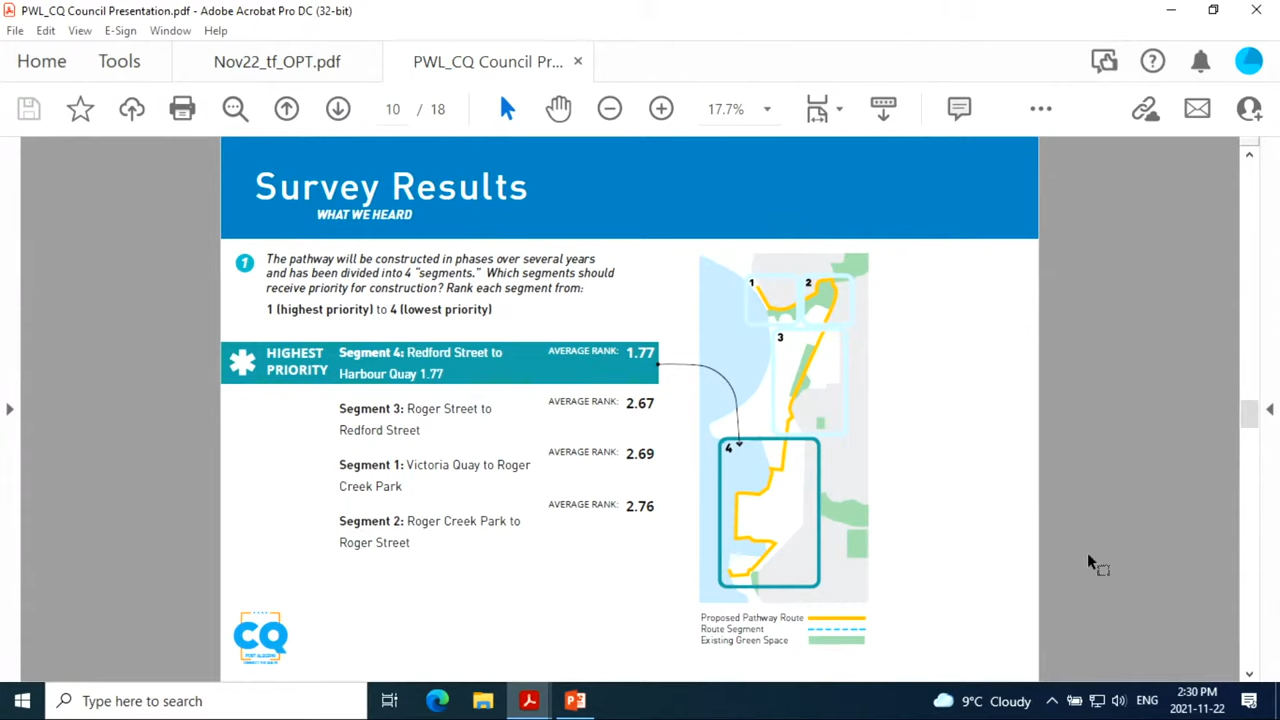 PWL_CQ Council Presentation.pdf - Adobe Acrobat Pro DC (32-bit)
File Edit View E-Sign Window Help
Home Tools Nov22_tf_OPT.pdf PWL_CQ Council Pr...
10 / 18 17.7%
Survey Results
WHAT WE HEARD
1 The pathway will be constructed in phases over several years
and has been divided into 4 "segments." Which segments should
receive priority for construction? Rank each segment from:
1 (highest priority) to 4 (lowest priority)
HIGHEST PRIORITY
Segment 4: Redford Street to
Harbour Quay 1.77
AVERAGE RANK: 1.77
Segment 3: Roger Street to
Redford Street
AVERAGE RANK: 2.67
Segment 1: Victoria Quay to Roger
Creek Park
AVERAGE RANK: 2.69
Segment 2: Roger Creek Park to
Roger Street
AVERAGE RANK: 2.76
1
2
3
4
Proposed Pathway Route
Route Segment
Existing Green Space
CQ
PORT ALBERNI
Type here to search
9°C Cloudy
ENG
2:30 PM
2021-11-22